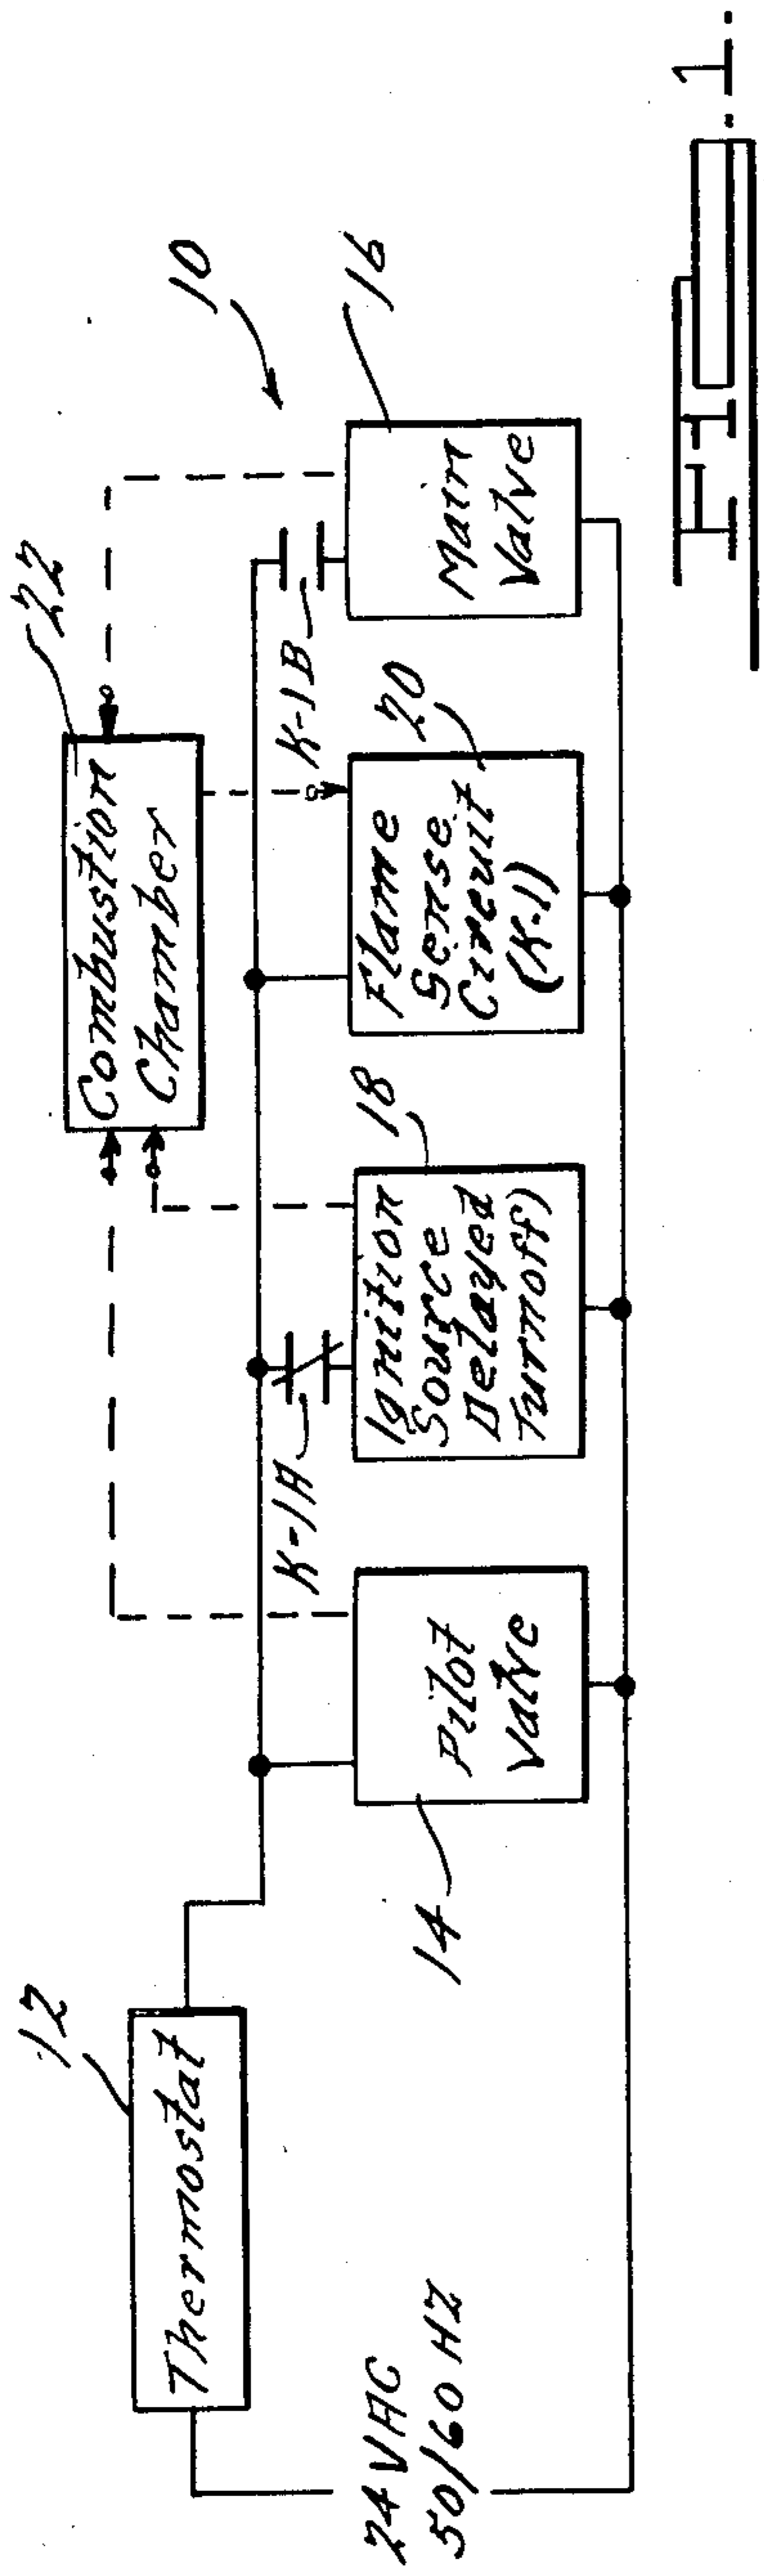 22
Combustion
Chamber
10
12
Thermostat
K-1A
K-1B
16
18
20
14
Pilot
Valve
Ignition
Source
Delayed
Turnoff)
Flame
Sense
Circuit
(K-1)
Main
Valve
24 VAC
50/60 HZ
Fig. 1.